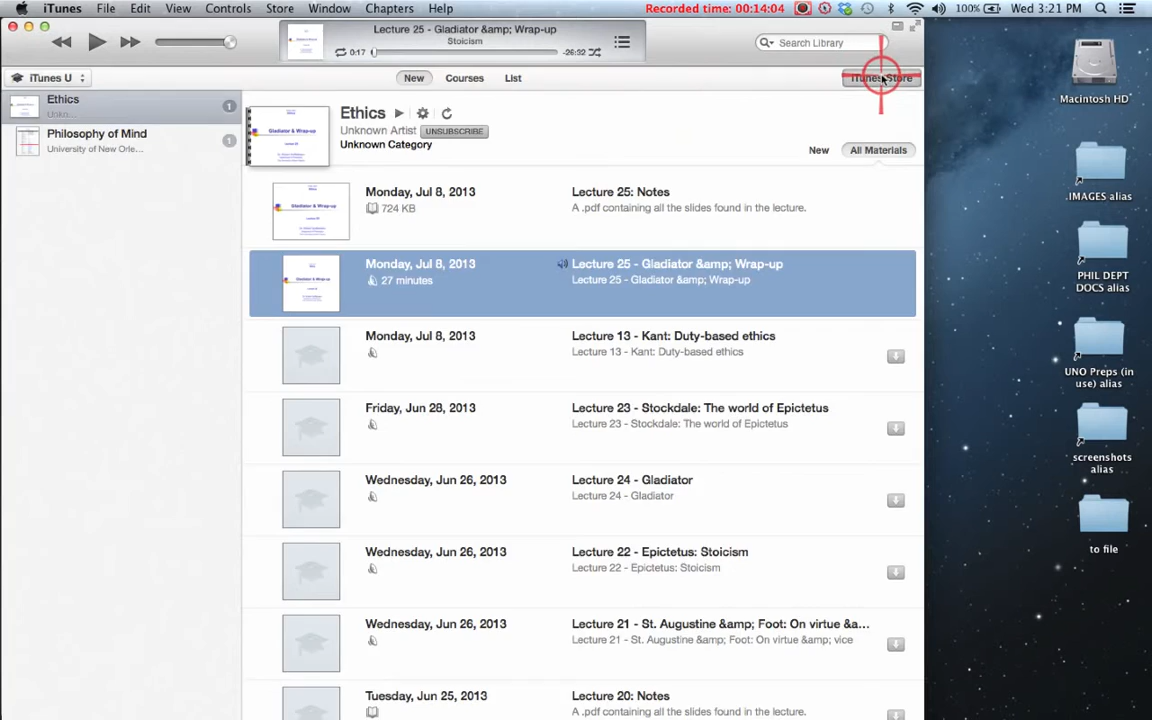 iTunes File Edit View Controls Store Window Chapters Help Recorded time: 00:14:04 100% Wed 3:21 PM
Lecture 25 - Gladiator &amp; Wrap-up
Stoicism
0:17 -26:32
Search Library
iTunes U New Courses List iTunes Store
Macintosh HD
Ethics 1
Unkno...
Philosophy of Mind 1
University of New Orle...
Ethics
Unknown Artist UNSUBSCRIBE
Unknown Category
New All Materials
Monday, Jul 8, 2013 Lecture 25: Notes
724 KB A .pdf containing all the slides found in the lecture.
Monday, Jul 8, 2013 Lecture 25 - Gladiator &amp; Wrap-up
27 minutes Lecture 25 - Gladiator &amp; Wrap-up
Monday, Jul 8, 2013 Lecture 13 - Kant: Duty-based ethics
Lecture 13 - Kant: Duty-based ethics
Friday, Jun 28, 2013 Lecture 23 - Stockdale: The world of Epictetus
Lecture 23 - Stockdale: The world of Epictetus
Wednesday, Jun 26, 2013 Lecture 24 - Gladiator
Lecture 24 - Gladiator
Wednesday, Jun 26, 2013 Lecture 22 - Epictetus: Stoicism
Lecture 22 - Epictetus: Stoicism
Wednesday, Jun 26, 2013 Lecture 21 - St. Augustine &amp; Foot: On virtue &a...
Lecture 21 - St. Augustine &amp; Foot: On virtue &amp; vice
Tuesday, Jun 25, 2013 Lecture 20: Notes
A .pdf containing all the slides found in the lecture.
IMAGES alias
PHIL DEPT
DOCS alias
UNO Preps (in
use) alias
screenshots
alias
to file